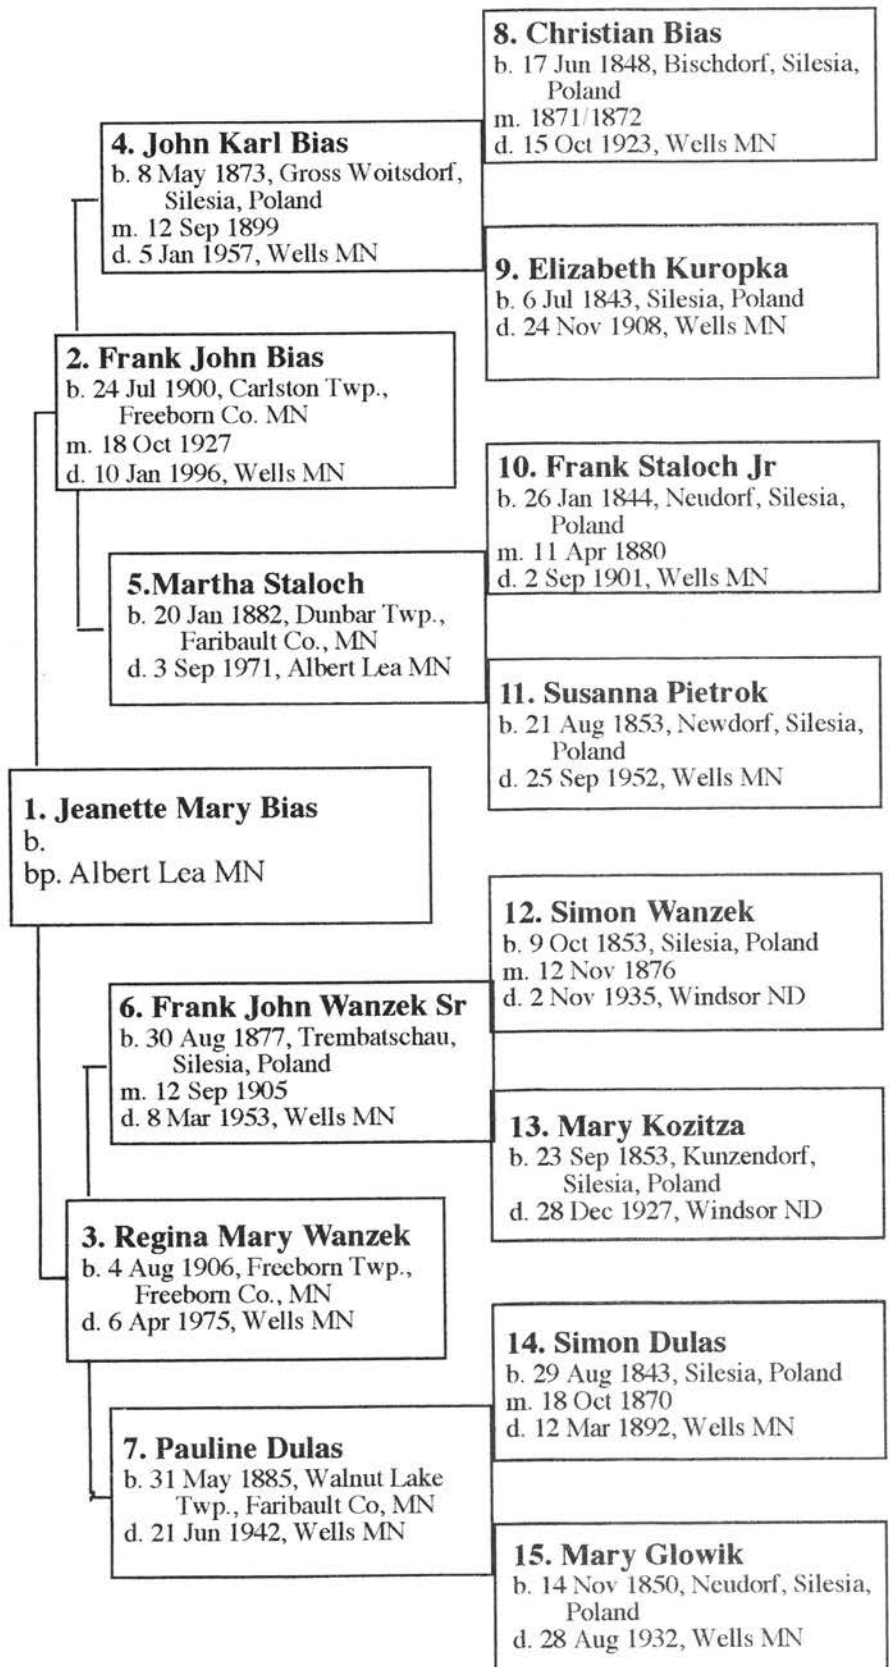 8. Christian Bias
b. 17 Jun 1848, Bischdorf, Silesia,
Poland
m. 1871/1872
d. 15 Oct 1923, Wells MN
4. John Karl Bias
b. 8 May 1873, Gross Woitsdorf,
Silesia, Poland
m. 12 Sep 1899
d. 5 Jan 1957, Wells MN
9. Elizabeth Kuropka
b. 6 Jul 1843, Silesia, Poland
d. 24 Nov 1908, Wells MN
2. Frank John Bias
b. 24 Jul 1900, Carlston Twp.,
Freeborn Co. MN
m. 18 Oct 1927
d. 10 Jan 1996, Wells MN
10. Frank Staloch Jr
b. 26 Jan 1844, Neudorf, Silesia,
Poland
m. 11 Apr 1880
d. 2 Sep 1901, Wells MN
5.Martha Staloch
b. 20 Jan 1882, Dunbar Twp.,
Faribault Co., MN
d. 3 Sep 1971, Albert Lea MN
11. Susanna Pietrok
b. 21 Aug 1853, Newdorf, Silesia,
Poland
d. 25 Sep 1952, Wells MN
1. Jeanette Mary Bias
b.
bp. Albert Lea MN
12. Simon Wanzek
b. 9 Oct 1853, Silesia, Poland
m. 12 Nov 1876
d. 2 Nov 1935, Windsor ND
6. Frank John Wanzek Sr
b. 30 Aug 1877, Trembatschau,
Silesia, Poland
m. 12 Sep 1905
d. 8 Mar 1953, Wells MN
13. Mary Kozitza
b. 23 Sep 1853, Kunzendorf,
Silesia, Poland
d. 28 Dec 1927, Windsor ND
3. Regina Mary Wanzek
b. 4 Aug 1906, Freeborn Twp.,
Freeborn Co., MN
d. 6 Apr 1975, Wells MN
14. Simon Dulas
b. 29 Aug 1843, Silesia, Poland
m. 18 Oct 1870
d. 12 Mar 1892, Wells MN
7. Pauline Dulas
b. 31 May 1885, Walnut Lake
Twp., Faribault Co, MN
d. 21 Jun 1942, Wells MN
15. Mary Glowik
b. 14 Nov 1850, Neudorf, Silesia,
Poland
d. 28 Aug 1932, Wells MN